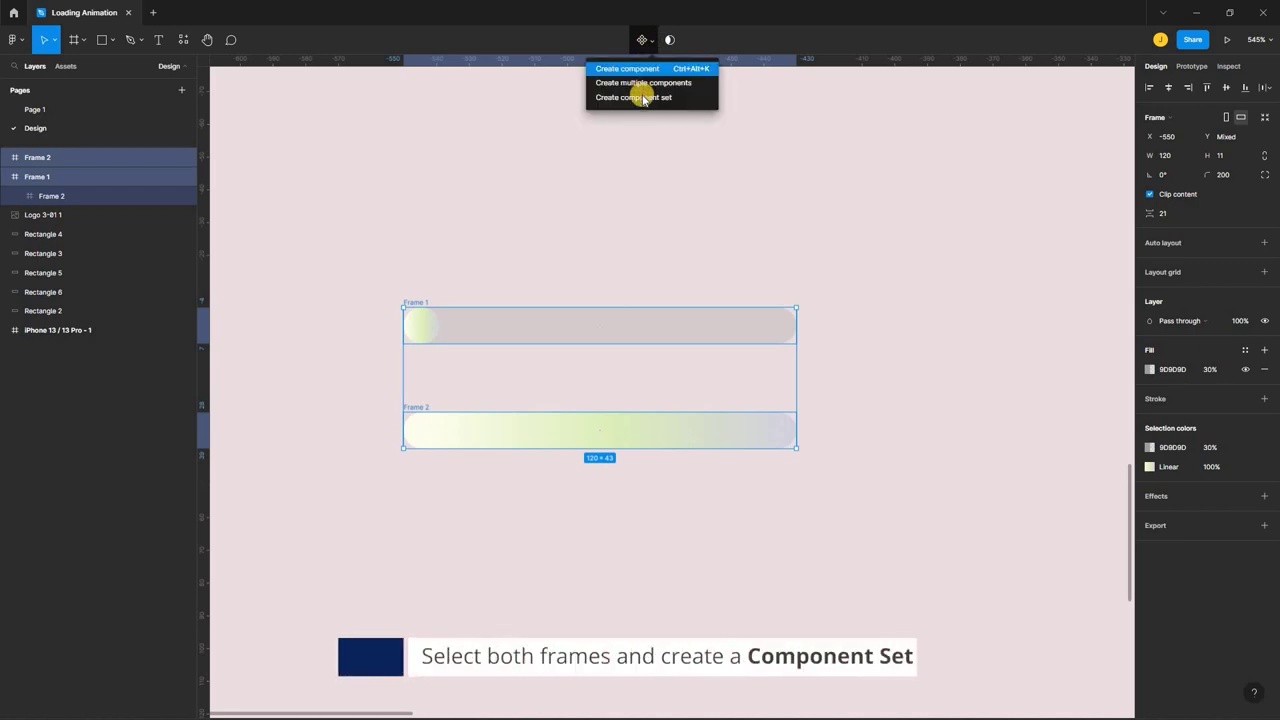 Loading Animation
Share
545%
Layers
Assets
Design
Pages
Page 1
Design
Frame 2
Frame 1
Frame 2
Logo 3-01 1
Rectangle 4
Rectangle 3
Rectangle 5
Rectangle 6
Rectangle 2
iPhone 13 / 13 Pro - 1
Create component Ctrl+Alt+K
Create multiple components
Create component set
Frame 1
Frame 2
120 × 43
Select both frames and create a Component Set
Design
Prototype
Inspect
Frame
X -550 Y Mixed
W 120 H 11
0° 200
Clip content
21
Auto layout
Layout grid
Layer
Pass through 100%
Fill
9D9D9D 30%
Stroke
Selection colors
9D9D9D 30%
Linear 100%
Effects
Export